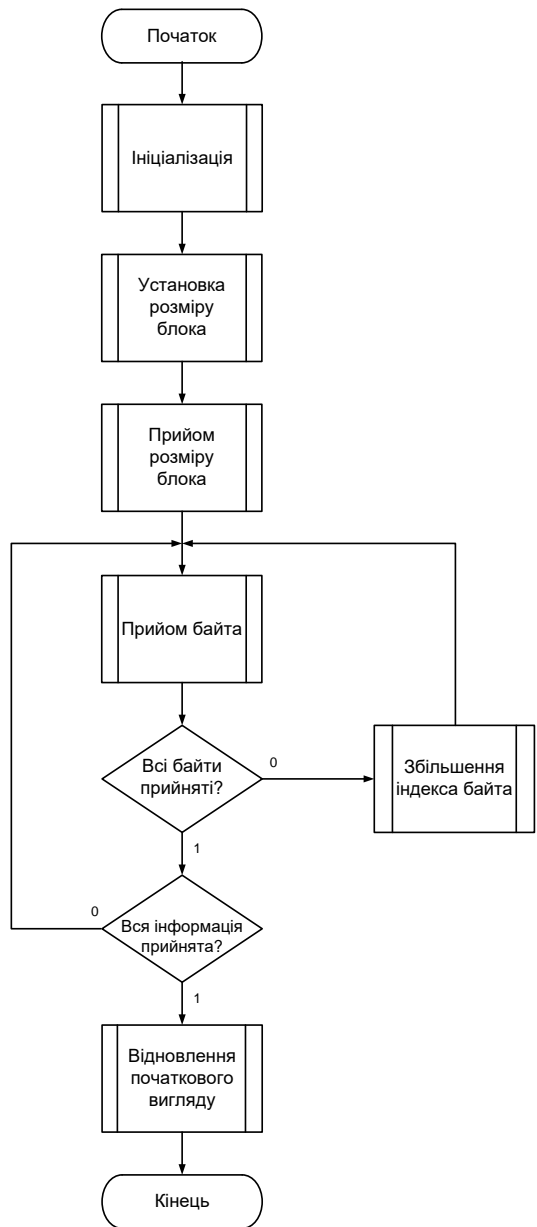 Початок
Ініціалізація
Установка
розміру
блока
Прийом
розміру
блока
Прийом байта
Всі байти
прийняті?
0
Збільшення
індекса байта
1
0
Вся інформація
прийнята?
1
Відновлення
початкового
вигляду
Кінець